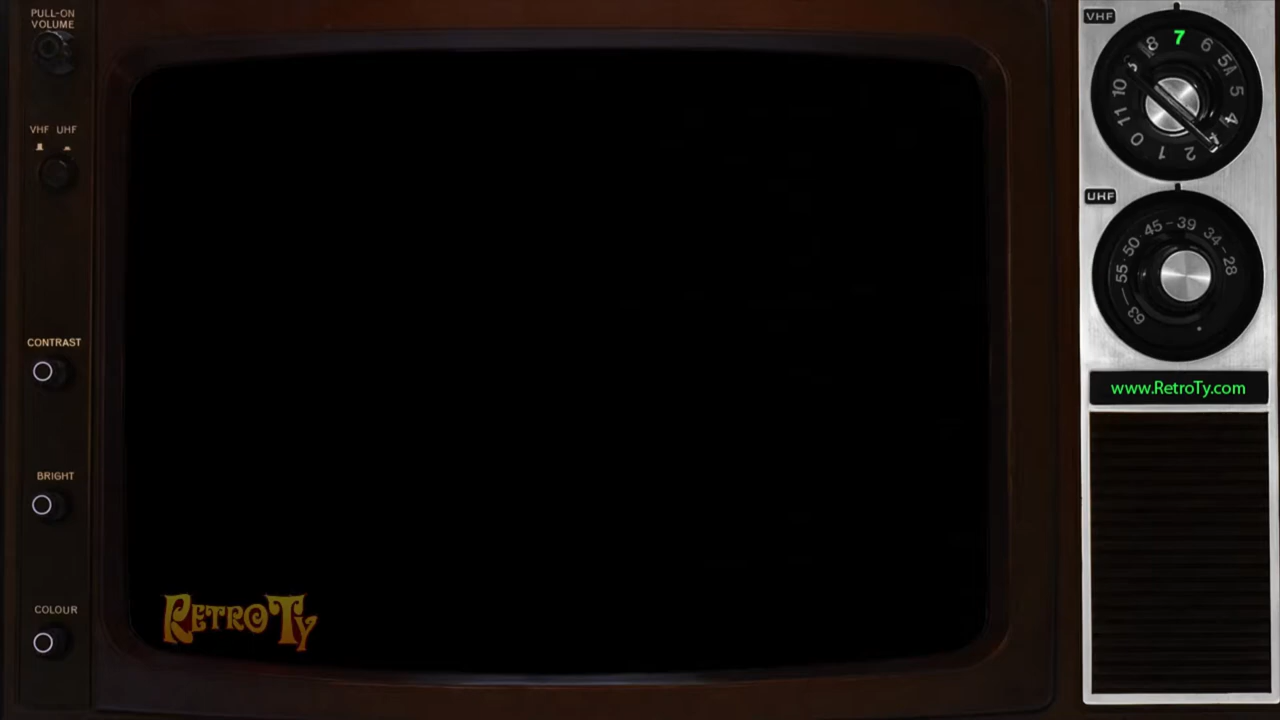 PULL-ON
VOLUME
VHF UHF
CONTRAST
BRIGHT
COLOUR
RETROTY
VHF
7
6
5A
5
4
2
1
0
11
10
8
UHF
63 — 55 · 50 45 – 39 34 – 28
www.RetroTy.com